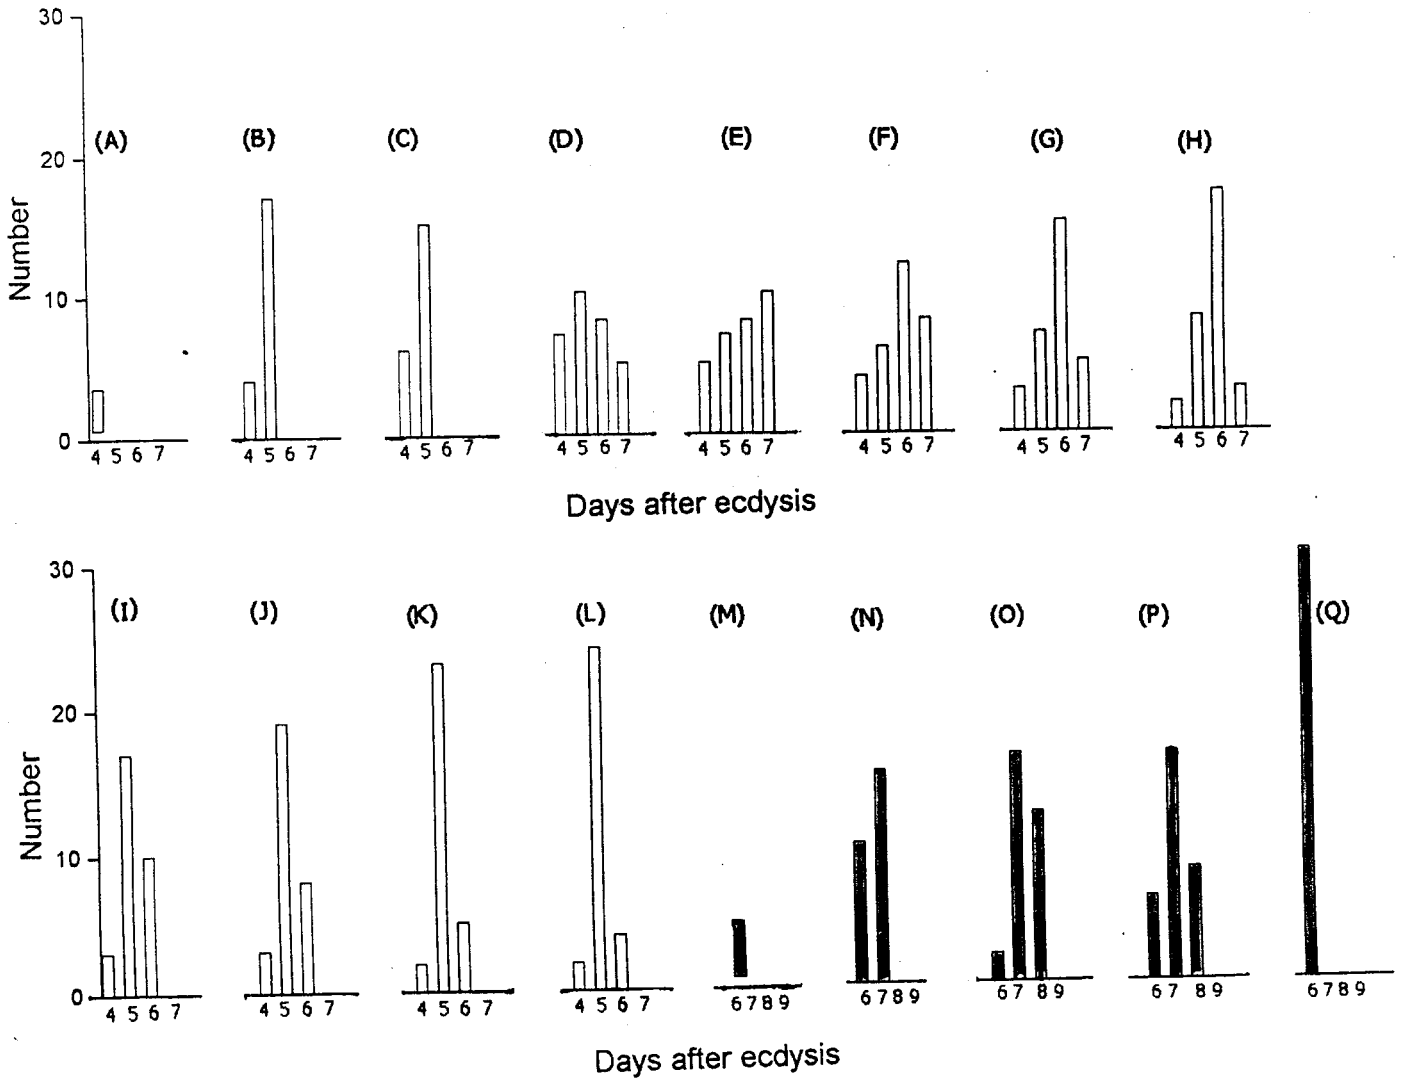 30
(A) (B) (C) (D) (E) (F) (G) (H)
20
Number
10
0
4 5 6 7 4 5 6 7 4 5 6 7 4 5 6 7 4 5 6 7 4 5 6 7 4 5 6 7 4 5 6 7
Days after ecdysis
30
(I) (J) (K) (L) (M) (N) (O) (P) (Q)
20
Number
10
0
4 5 6 7 4 5 6 7 4 5 6 7 4 5 6 7 6 7 8 9 6 7 8 9 6 7 8 9 6 7 8 9 6 7 8 9
Days after ecdysis